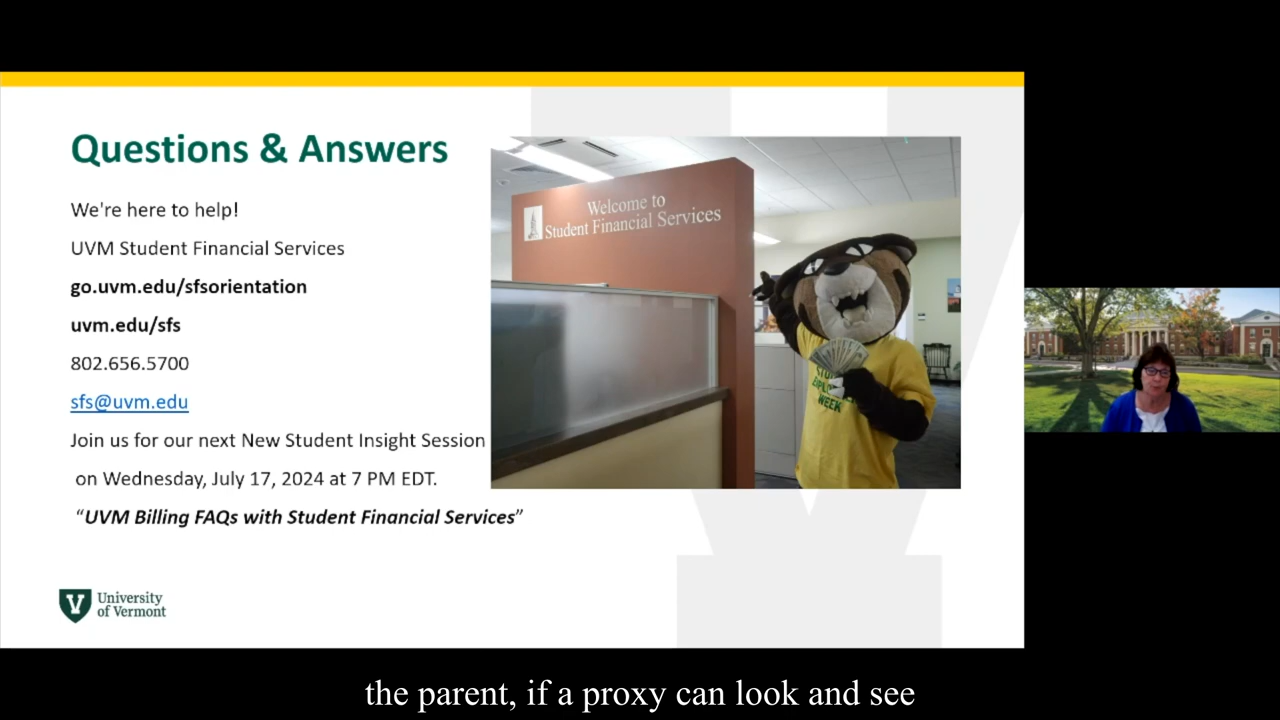 Questions & Answers
We're here to help!
UVM Student Financial Services
go.uvm.edu/sfsorientation
uvm.edu/sfs
802.656.5700
sfs@uvm.edu
Join us for our next New Student Insight Session
on Wednesday, July 17, 2024 at 7 PM EDT.
“UVM Billing FAQs with Student Financial Services”
Welcome to
Student Financial Services
WEEK
University
of Vermont
the parent, if a proxy can look and see